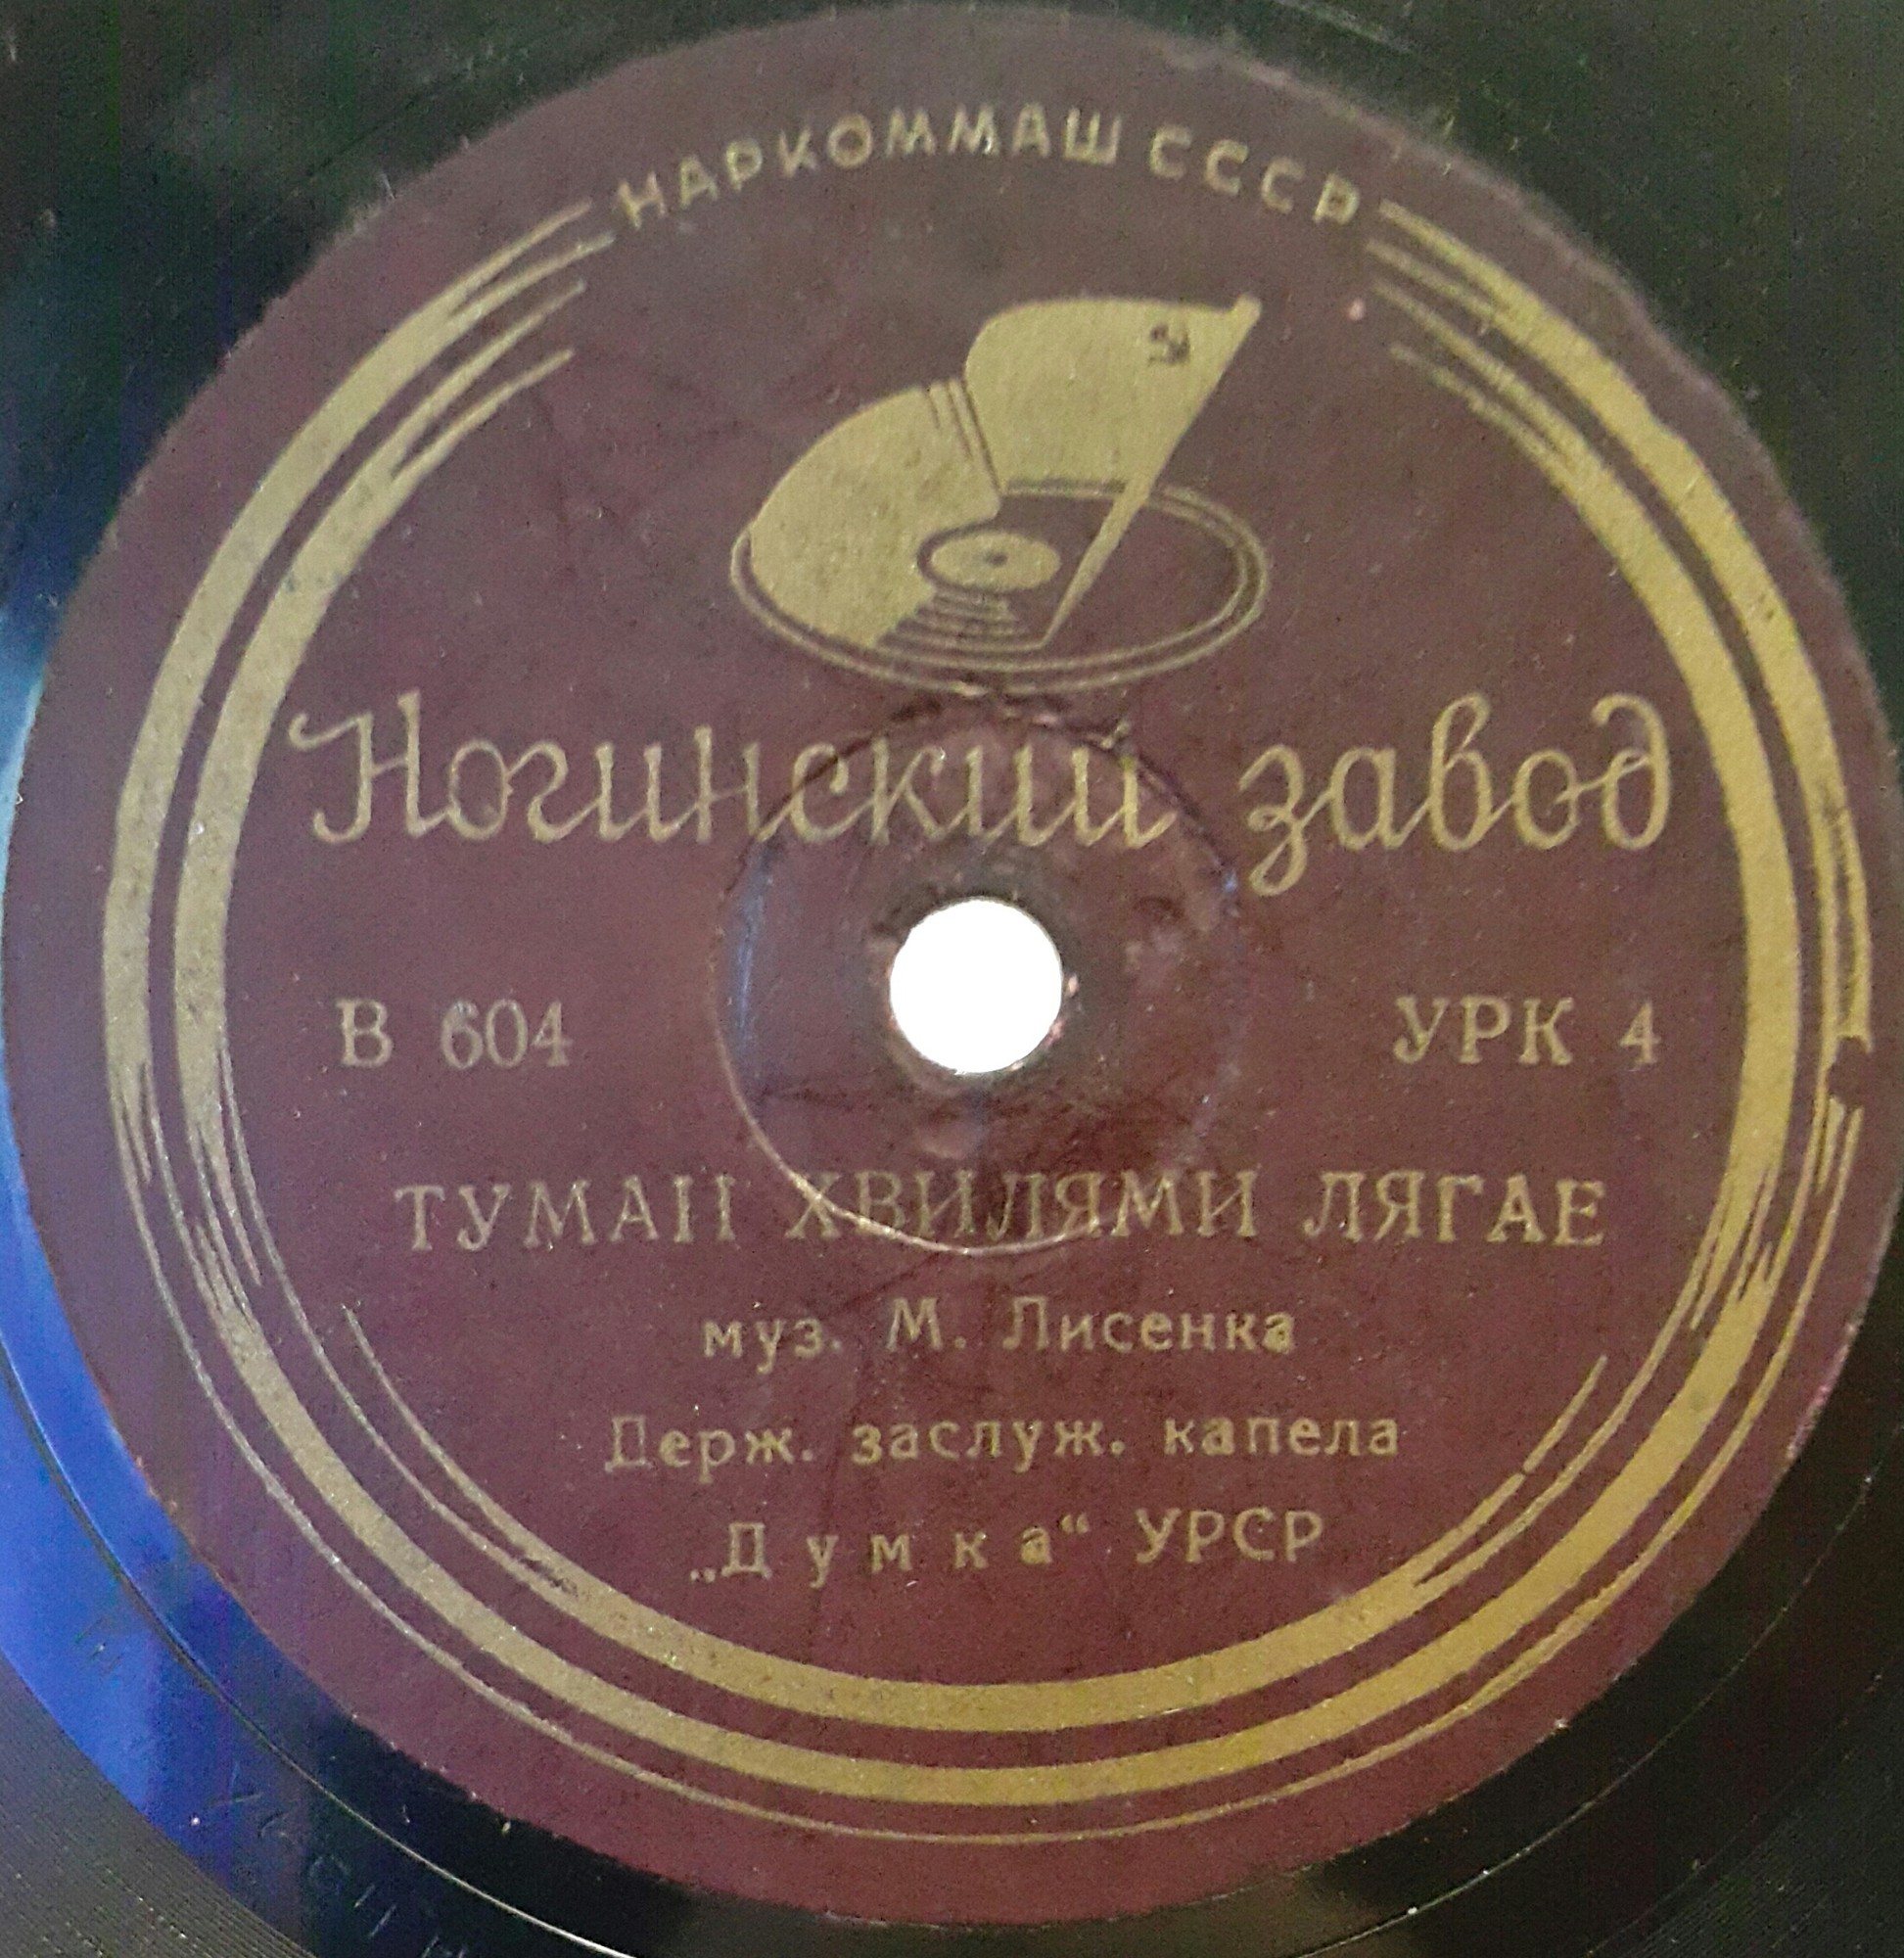 НАРКОММАШ СССР
Ногинский завод
В 604
УРК 4
ТУМАН ХВИЛЯМИ ЛЯГАЕ
муз. М. Лисенка
Держ. заслуж. капела
„Думка“ УРСР